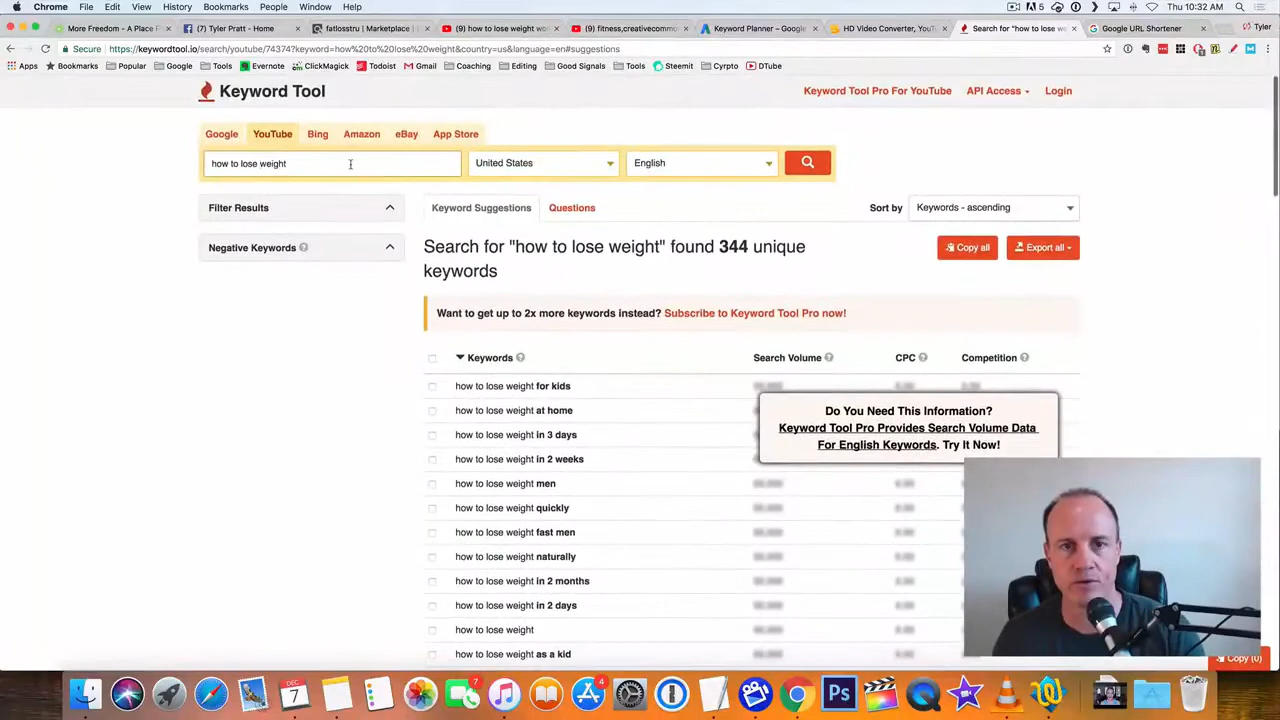 Chrome File Edit View History Bookmarks People Window Help
5 Thu 10:32 AM
More Freedom - A Place F
Tyler Pratt - Home
fatlosstru | Marketplace |
(9) how to lose weight wo
(9) fitness,creativecommo
Keyword Planner – Google
HD Video Converter, YouTu
Search for "how to lose we
Google URL Shortener
Tyler
Secure https://keywordtool.io/search/youtube/74374?keyword=how%20to%20lose%20weight&country=us&language=en#suggestions
Apps Bookmarks Popular Google Tools Evernote ClickMagick Todoist Gmail Coaching Editing Good Signals Tools Steemit Cyrpto DTube
Keyword Tool
Keyword Tool Pro For YouTube API Access Login
Google YouTube Bing Amazon eBay App Store
how to lose weight United States English
Filter Results
Negative Keywords
Keyword Suggestions Questions Sort by Keywords - ascending
Search for "how to lose weight" found 344 unique
keywords
Copy all Export all
Want to get up to 2x more keywords instead? Subscribe to Keyword Tool Pro now!
Keywords Search Volume CPC Competition
how to lose weight for kids
how to lose weight at home
how to lose weight in 3 days
how to lose weight in 2 weeks
how to lose weight men
how to lose weight quickly
how to lose weight fast men
how to lose weight naturally
how to lose weight in 2 months
how to lose weight in 2 days
how to lose weight
how to lose weight as a kid
Do You Need This Information?
Keyword Tool Pro Provides Search Volume Data
For English Keywords. Try It Now!
Copy (0)
DEC
7
7
4
Ps